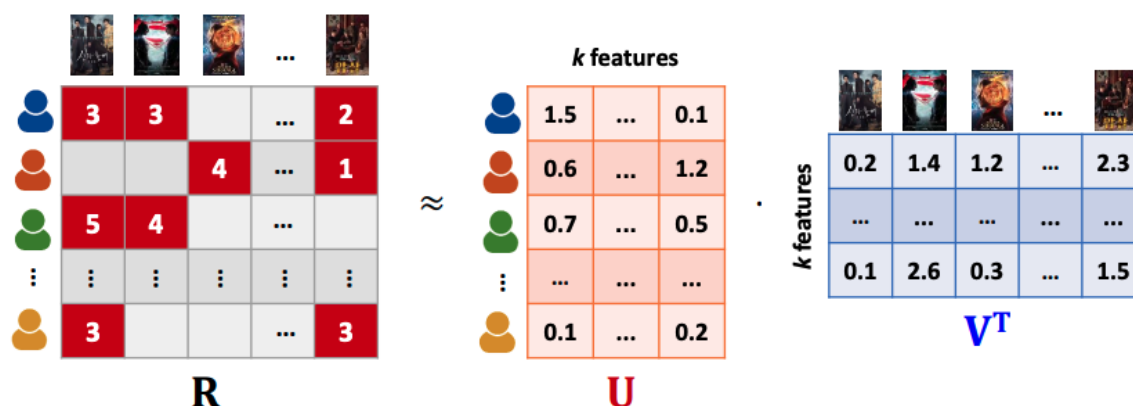 ...
k features
3 3 ... 2
4 ... 1
5 4 ...
⋮ ⋮ ⋮ ⋮ ⋮ ⋮
3 ... 3
R
≈
1.5 ... 0.1
0.6 ... 1.2
0.7 ... 0.5
⋮ ... ... ...
0.1 ... 0.2
U
·
...
k features
0.2 1.4 1.2 ... 2.3
... ... ... ... ...
0.1 2.6 0.3 ... 1.5
Vᵀ